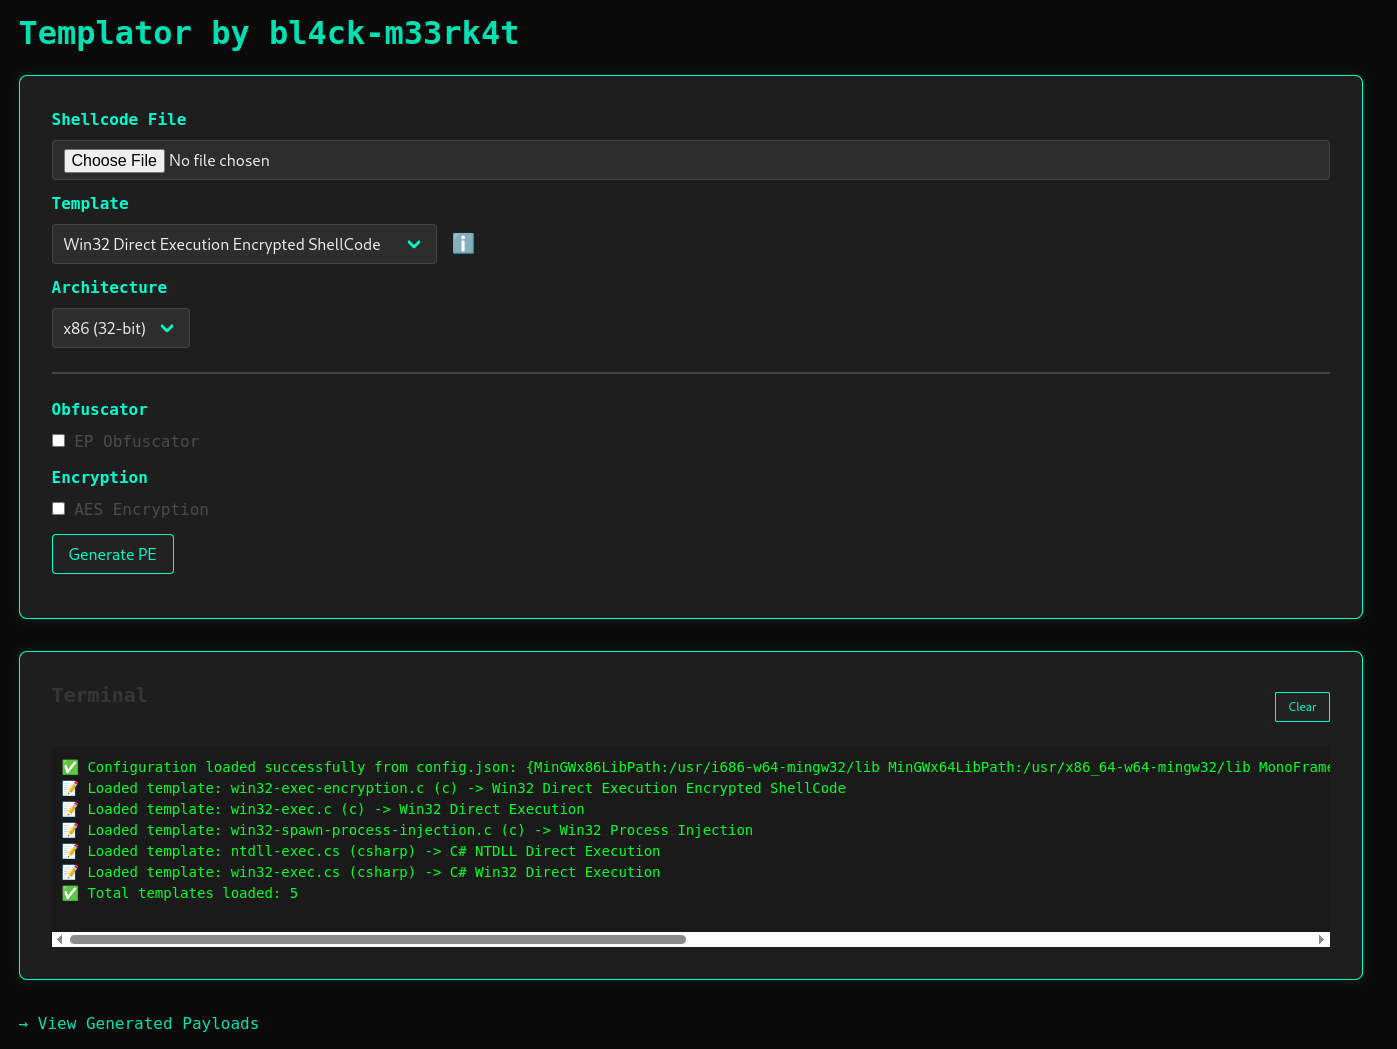 Templator by bl4ck-m33rk4t
Shellcode File
Choose File No file chosen
Template
Win32 Direct Execution Encrypted ShellCode
Architecture
x86 (32-bit)
Obfuscator
EP Obfuscator
Encryption
AES Encryption
Generate PE
Terminal
Clear
✅ Configuration loaded successfully from config.json: {MinGWx86LibPath:/usr/i686-w64-mingw32/lib MinGWx64LibPath:/usr/x86_64-w64-mingw32/lib MonoFrame
📝 Loaded template: win32-exec-encryption.c (c) -> Win32 Direct Execution Encrypted ShellCode
📝 Loaded template: win32-exec.c (c) -> Win32 Direct Execution
📝 Loaded template: win32-spawn-process-injection.c (c) -> Win32 Process Injection
📝 Loaded template: ntdll-exec.cs (csharp) -> C# NTDLL Direct Execution
📝 Loaded template: win32-exec.cs (csharp) -> C# Win32 Direct Execution
✅ Total templates loaded: 5
→ View Generated Payloads